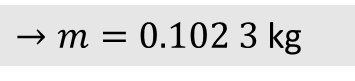 → m = 0.102 3 kg